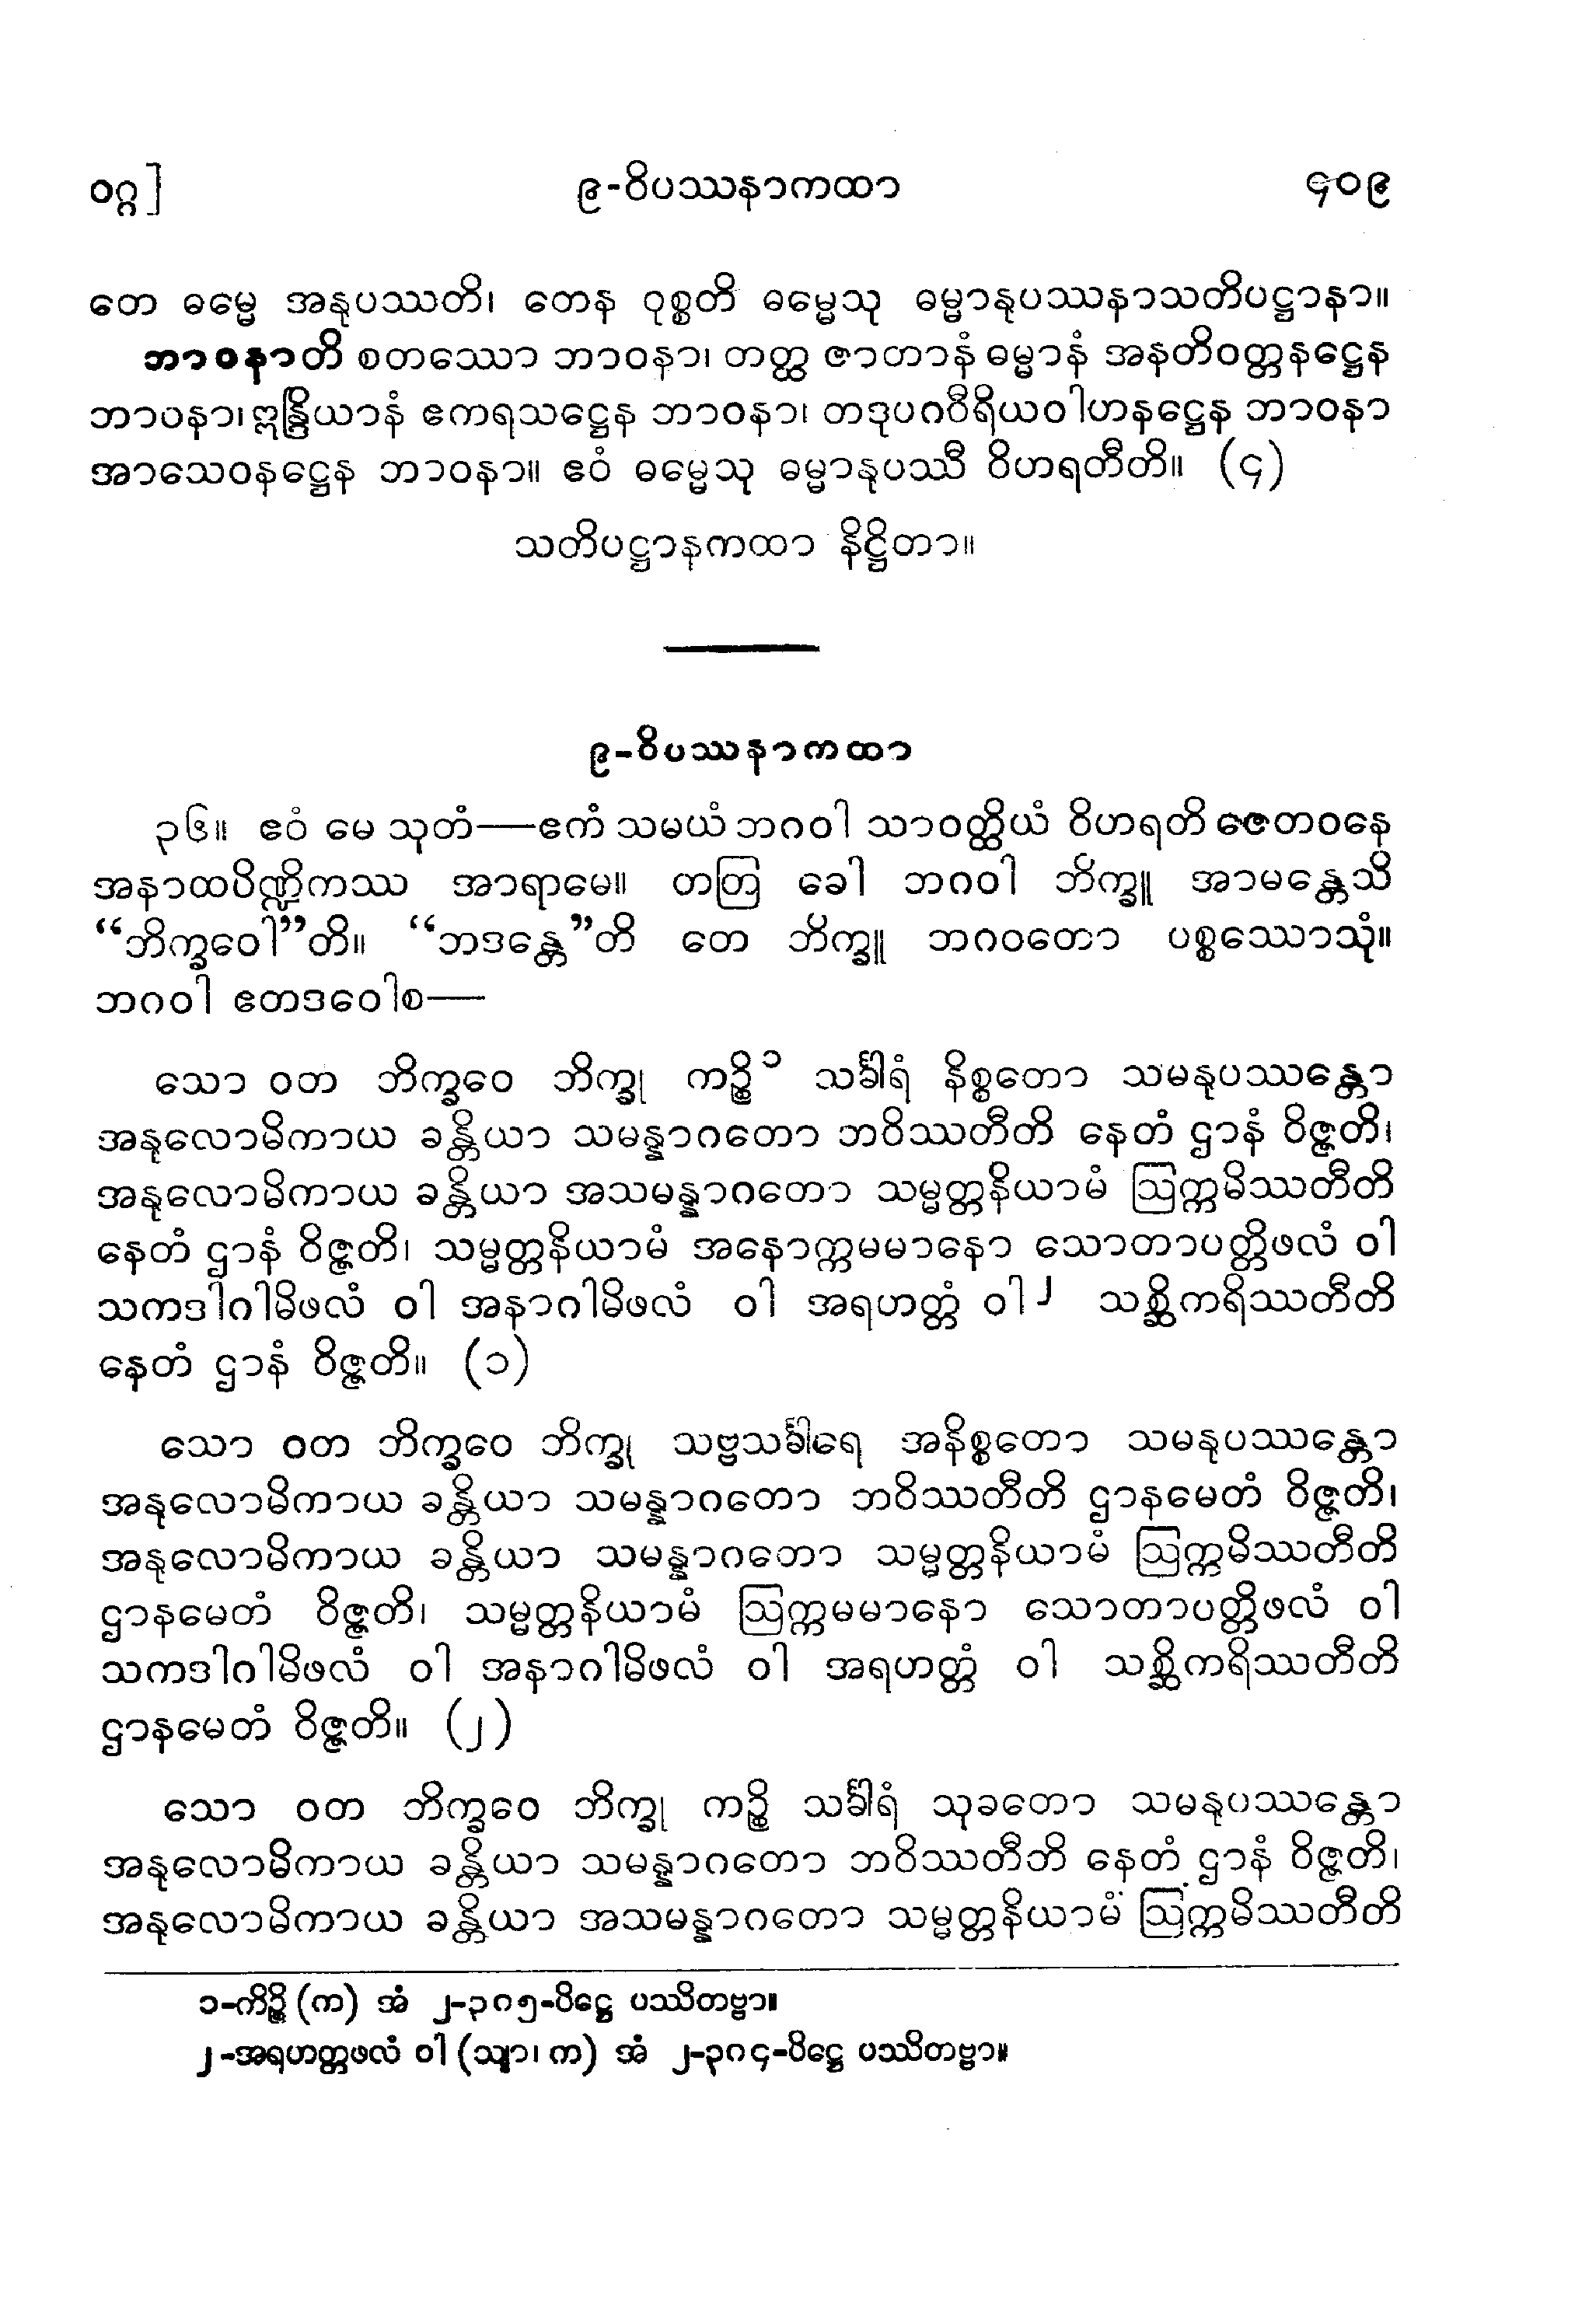 ဝဂ္ဂ] ၉-ဝိပဿနာကထာ ၄၀၉
တေ ဓမ္မေ အနုပဿတိ၊ တေန ဝုစ္စတိ ဓမ္မေသု ဓမ္မာနုပဿနာသတိပဋ္ဌာနာ။
ဘာဝနာတိ စတဿော ဘာဝနာ၊ တတ္ထ ဇာတာနံ ဓမ္မာနံ အနတိဝတ္တနဋ္ဌေန
ဘာဝနာ၊ ဣန္ဒြိယာနံ ဧကရသဋ္ဌေန ဘာဝနာ၊ တဒုပဂဝီရိယဝါဟနဋ္ဌေန ဘာဝနာ
အာသေဝနဋ္ဌေန ဘာဝနာ။ ဧဝံ ဓမ္မေသု ဓမ္မာနုပဿီ ဝိဟရတီတိ။ (၄)
သတိပဋ္ဌာနကထာ နိဋ္ဌိတာ။
၉-ဝိပဿနာကထာ
၃၆။ ဧဝံ မေ သုတံ—ဧကံ သမယံ ဘဂဝါ သာဝတ္ထိယံ ဝိဟရတိ ဇေတဝနေ
အနာထပိဏ္ဍိကဿ အာရာမေ။ တတြ ခေါ ဘဂဝါ ဘိက္ခူ အာမန္တေသိ
“ဘိက္ခဝေါ”တိ။ “ဘဒန္တေ”တိ တေ ဘိက္ခူ ဘဂဝတော ပစ္စဿောသုံ။
ဘဂဝါ ဧတဒဝေါစ—
သော ဝတ ဘိက္ခဝေ ဘိက္ခု ကဉ္စိ၁ သင်္ခါရံ နိစ္စတော သမနုပဿန္တော
အနုလောမိကာယ ခန္တိယာ သမန္နာဂတော ဘဝိဿတီတိ နေတံ ဌာနံ ဝိဇ္ဇတိ၊
အနုလောမိကာယ ခန္တိယာ အသမန္နာဂတော သမ္မတ္တနိယာမံ ဩက္ကမိဿတီတိ
နေတံ ဌာနံ ဝိဇ္ဇတိ၊ သမ္မတ္တနိယာမံ အနောက္ကမမာနော သောတာပတ္တိဖလံ ဝါ
သကဒါဂါမိဖလံ ဝါ အနာဂါမိဖလံ ဝါ အရဟတ္တံ ဝါ၂ သစ္ဆိကရိဿတီတိ
နေတံ ဌာနံ ဝိဇ္ဇတိ။ (၁)
သော ဝတ ဘိက္ခဝေ ဘိက္ခု သဗ္ဗသင်္ခါရေ အနိစ္စတော သမနုပဿန္တော
အနုလောမိကာယ ခန္တိယာ သမန္နာဂတော ဘဝိဿတီတိ ဌာနမေတံ ဝိဇ္ဇတိ၊
အနုလောမိကာယ ခန္တိယာ သမန္နာဂတော သမ္မတ္တနိယာမံ ဩက္ကမိဿတီတိ
ဌာနမေတံ ဝိဇ္ဇတိ၊ သမ္မတ္တနိယာမံ ဩက္ကမမာနော သောတာပတ္တိဖလံ ဝါ
သကဒါဂါမိဖလံ ဝါ အနာဂါမိဖလံ ဝါ အရဟတ္တံ ဝါ သစ္ဆိကရိဿတီတိ
ဌာနမေတံ ဝိဇ္ဇတိ။ (၂)
သော ဝတ ဘိက္ခဝေ ဘိက္ခု ကဉ္စိ သင်္ခါရံ သုခတော သမနုပဿန္တော
အနုလောမိကာယ ခန္တိယာ သမန္နာဂတော ဘဝိဿတီတိ နေတံ ဌာနံ ဝိဇ္ဇတိ၊
အနုလောမိကာယ ခန္တိယာ အသမန္နာဂတော သမ္မတ္တနိယာမံ ဩက္ကမိဿတီတိ
၁-ကိဉ္စိ (က) အံ ၂-၃၈၅-ပိဋ္ဌေ ပဿိတဗ္ဗာ။
၂-အရဟတ္တဖလံ ဝါ (သျာ၊ က) အံ ၂-၃၈၄-ပိဋ္ဌေ ပဿိတဗ္ဗာ။